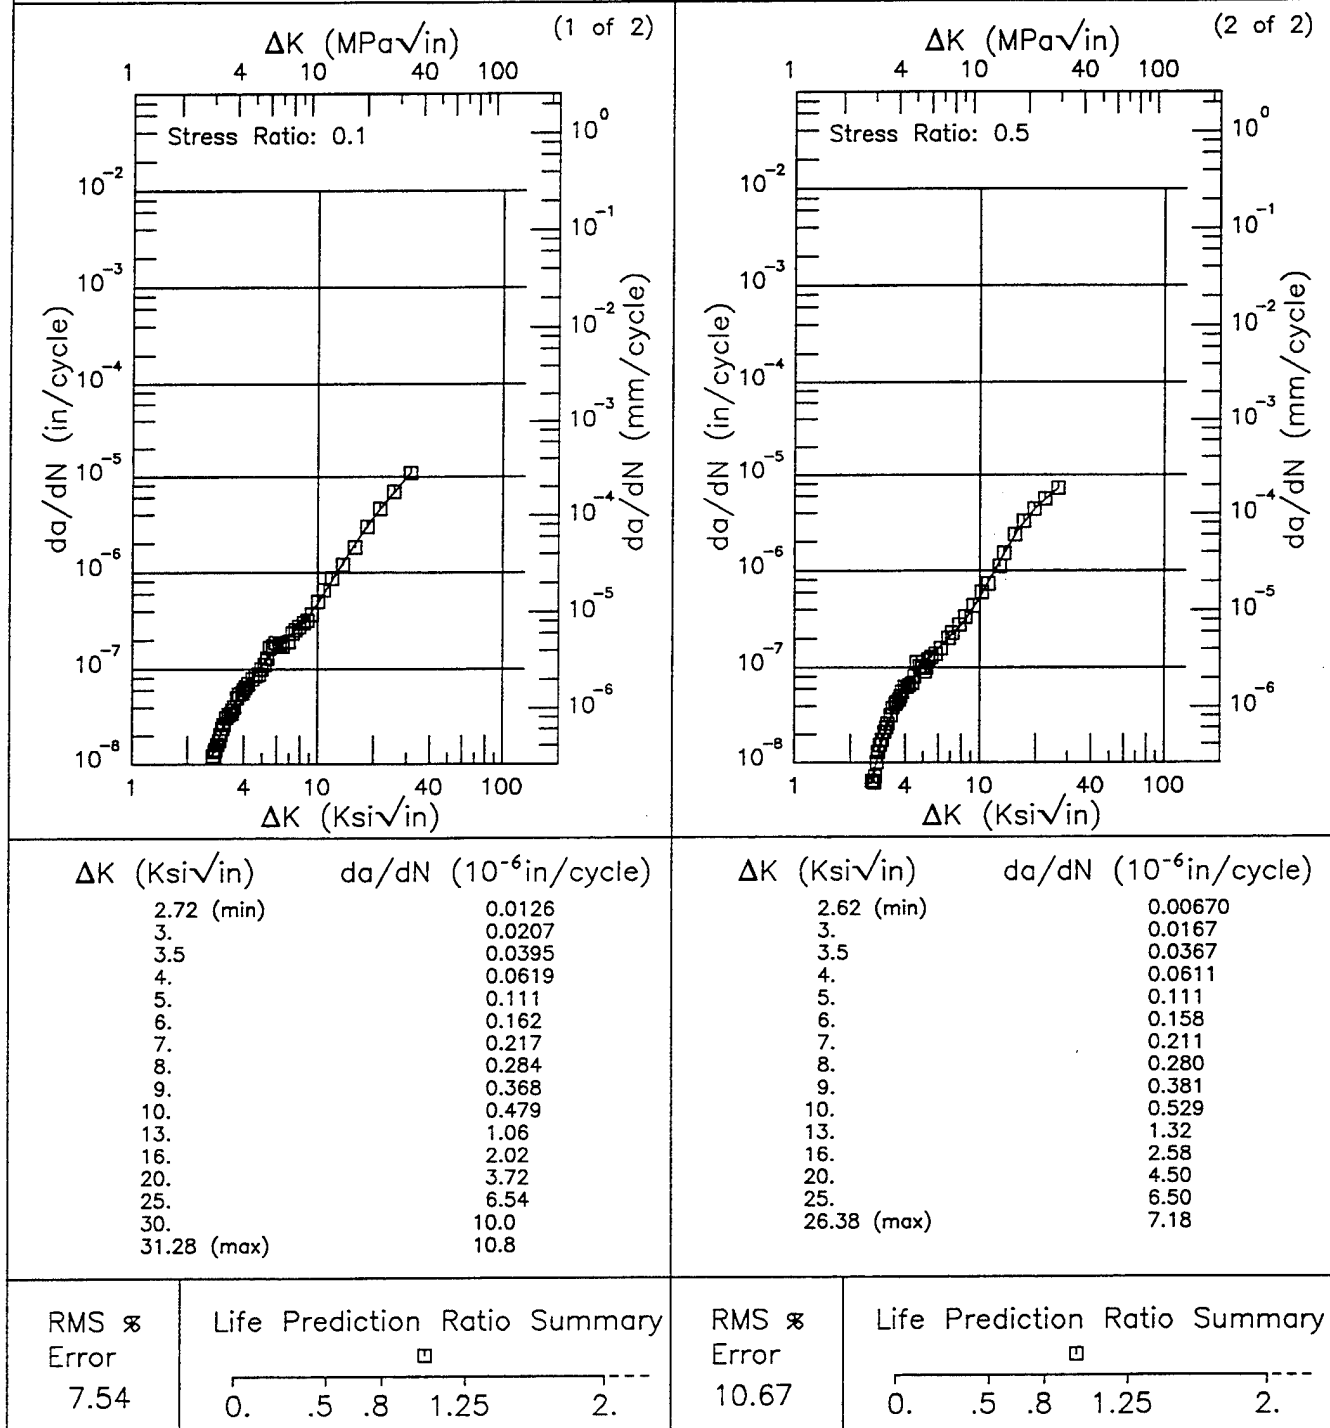 (1 of 2)
ΔK (MPa√in)
1 4 10 40 100
Stress Ratio: 0.1
10⁰
10⁻²
10⁻¹
10⁻³
10⁻²
10⁻⁴
10⁻³
10⁻⁵
10⁻⁴
10⁻⁶
10⁻⁵
10⁻⁷
10⁻⁶
10⁻⁸
da/dN (in/cycle)
da/dN (mm/cycle)
1 4 10 40 100
ΔK (Ksi√in)
ΔK (Ksi√in) da/dN (10⁻⁶in/cycle)
2.72 (min) 0.0126
3. 0.0207
3.5 0.0395
4. 0.0619
5. 0.111
6. 0.162
7. 0.217
8. 0.284
9. 0.368
10. 0.479
13. 1.06
16. 2.02
20. 3.72
25. 6.54
30. 10.0
31.28 (max) 10.8
RMS %
Error
7.54
Life Prediction Ratio Summary
0. .5 .8 1.25 2.
(2 of 2)
ΔK (MPa√in)
1 4 10 40 100
Stress Ratio: 0.5
10⁰
10⁻²
10⁻¹
10⁻³
10⁻²
10⁻⁴
10⁻³
10⁻⁵
10⁻⁴
10⁻⁶
10⁻⁵
10⁻⁷
10⁻⁶
10⁻⁸
da/dN (in/cycle)
da/dN (mm/cycle)
1 4 10 40 100
ΔK (Ksi√in)
ΔK (Ksi√in) da/dN (10⁻⁶in/cycle)
2.62 (min) 0.00670
3. 0.0167
3.5 0.0367
4. 0.0611
5. 0.111
6. 0.158
7. 0.211
8. 0.280
9. 0.381
10. 0.529
13. 1.32
16. 2.58
20. 4.50
25. 6.50
26.38 (max) 7.18
RMS %
Error
10.67
Life Prediction Ratio Summary
0. .5 .8 1.25 2.